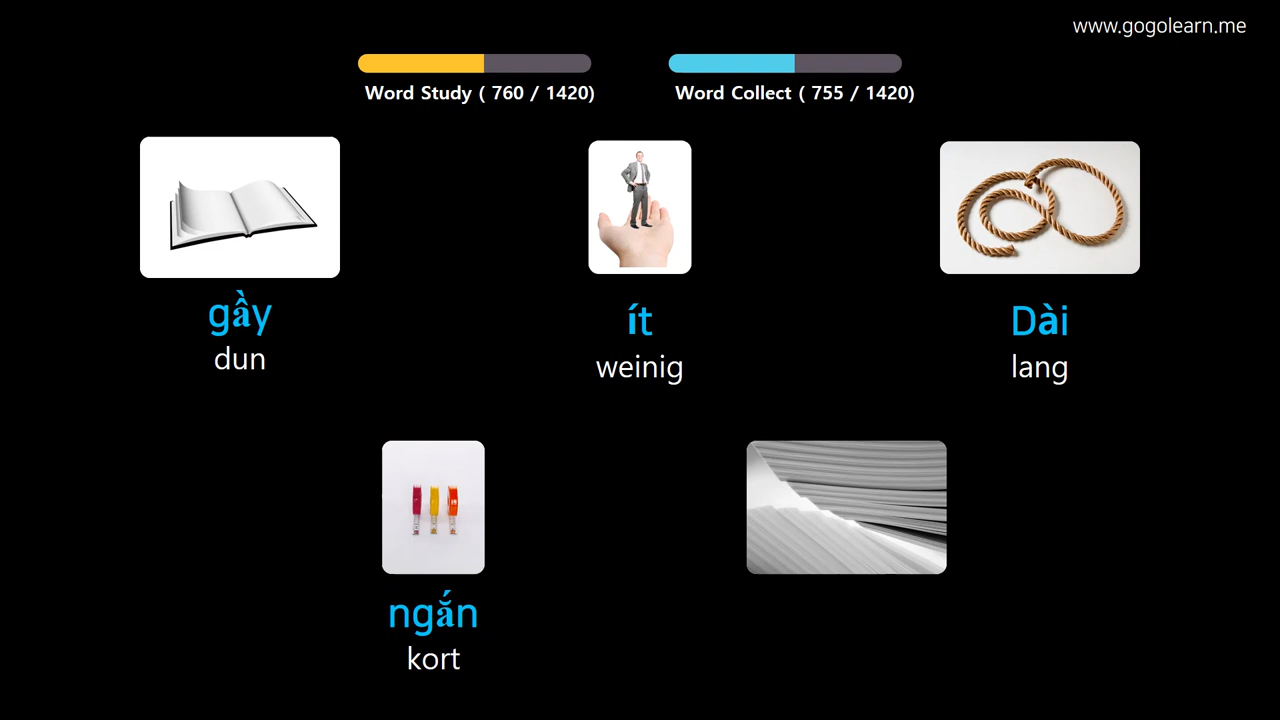 www.gogolearn.me
Word Study ( 760 / 1420)
Word Collect ( 755 / 1420)
gầy
dun
ít
weinig
Dài
lang
ngắn
kort